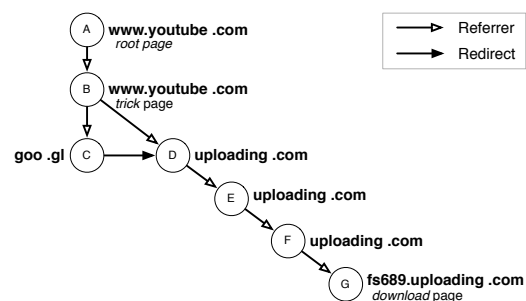 A
www.youtube .com
root page
Referrer
Redirect
B
www.youtube .com
trick page
goo .gl
C
D
uploading .com
E
uploading .com
F
uploading .com
G
fs689.uploading .com
download page